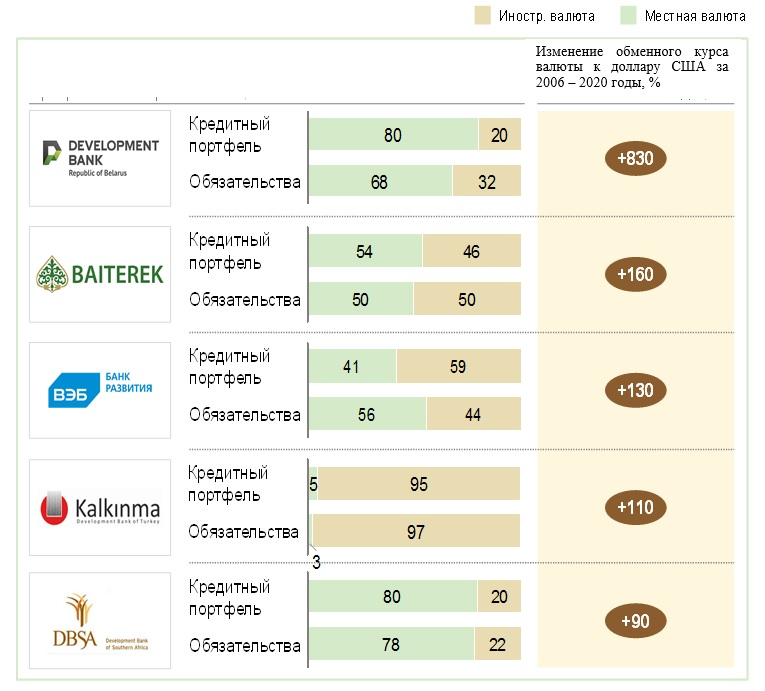 Иностр. валюта
Местная валюта
Изменение обменного курса
валюты к доллару США за
2006 – 2020 годы, %
DEVELOPMENT
BANK
Republic of Belarus
Кредитный
портфель
80
20
Обязательства
68
32
+830
BAITEREK
Кредитный
портфель
54
46
Обязательства
50
50
+160
ВЭБ
БАНК
РАЗВИТИЯ
Кредитный
портфель
41
59
Обязательства
56
44
+130
Kalkınma
Development Bank of Turkey
Кредитный
портфель
5
95
Обязательства
3
97
+110
DBSA
Development Bank
of Southern Africa
Кредитный
портфель
80
20
Обязательства
78
22
+90